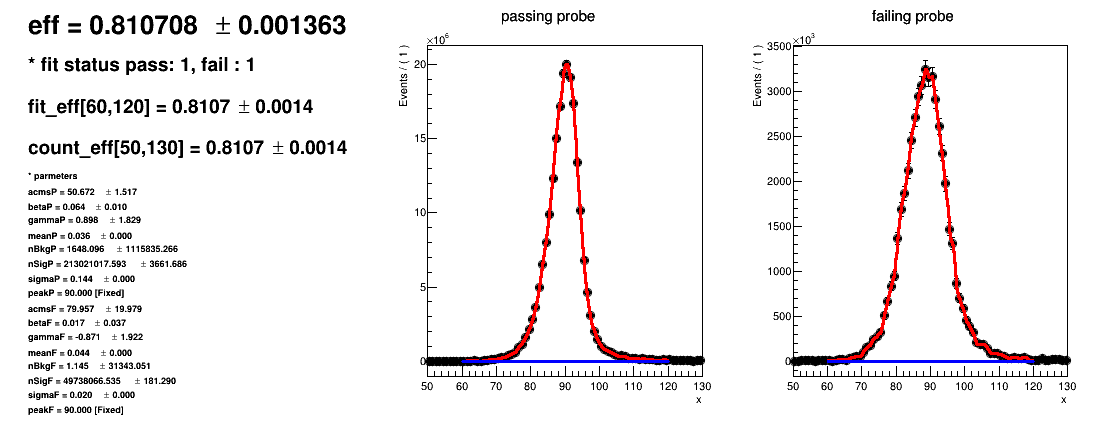 eff = 0.810708 ± 0.001363
* fit status pass: 1, fail : 1
fit_eff[60,120] = 0.8107 ± 0.0014
count_eff[50,130] = 0.8107 ± 0.0014
* parmeters
acmsP = 50.672 ± 1.517
betaP = 0.064 ± 0.010
gammaP = 0.898 ± 1.829
meanP = 0.036 ± 0.000
nBkgP = 1648.096 ± 1115835.266
nSigP = 213021017.593 ± 3661.686
sigmaP = 0.144 ± 0.000
peakP = 90.000 [Fixed]
acmsF = 79.957 ± 19.979
betaF = 0.017 ± 0.037
gammaF = -0.871 ± 1.922
meanF = 0.044 ± 0.000
nBkgF = 1.145 ± 31343.051
nSigF = 49738066.535 ± 181.290
sigmaF = 0.020 ± 0.000
peakF = 90.000 [Fixed]
passing probe
×10⁶
Events / ( 1 )
20
15
10
5
0
50 60 70 80 90 100 110 120 130
x
failing probe
×10³
Events / ( 1 )
3500
3000
2500
2000
1500
1000
500
0
50 60 70 80 90 100 110 120 130
x